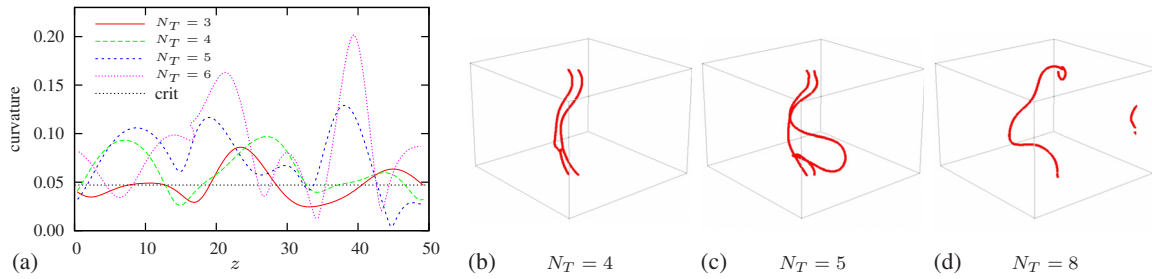 0.20
0.15
0.10
0.05
0.00
curvature
N_T = 3
N_T = 4
N_T = 5
N_T = 6
crit
0 10 20 30 40 50
z
(a)
(b) N_T = 4
(c) N_T = 5
(d) N_T = 8